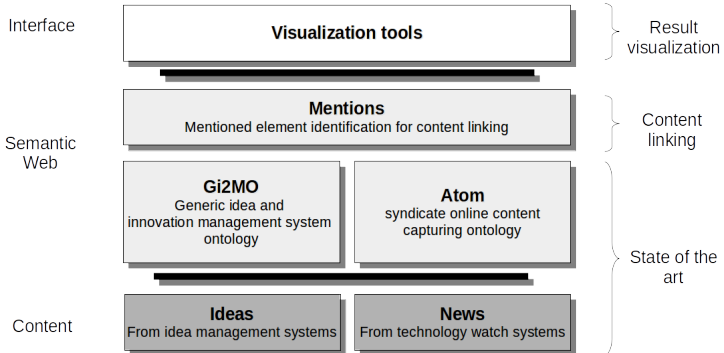 Interface
Visualization tools
Result
visualization
Semantic
Web
Mentions
Mentioned element identification for content linking
Content
linking
Gi2MO
Generic idea and
innovation management system
ontology
Atom
syndicate online content
capturing ontology
State of the
art
Content
Ideas
From idea management systems
News
From technology watch systems